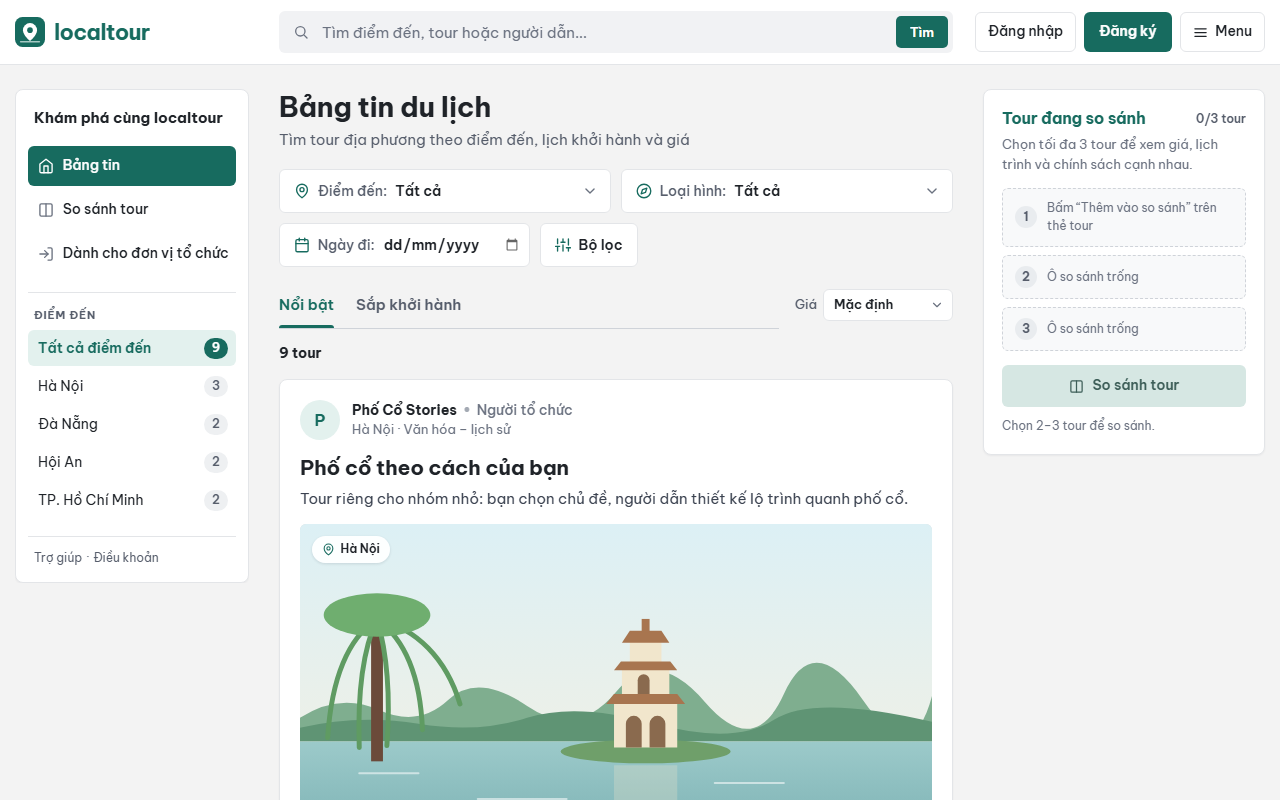 localtour
Tìm điểm đến, tour hoặc người dẫn...
Tìm
Đăng nhập
Đăng ký
Menu
Khám phá cùng localtour
Bảng tin
So sánh tour
Dành cho đơn vị tổ chức
ĐIỂM ĐẾN
Tất cả điểm đến 9
Hà Nội 3
Đà Nẵng 2
Hội An 2
TP. Hồ Chí Minh 2
Trợ giúp · Điều khoản
Bảng tin du lịch
Tìm tour địa phương theo điểm đến, lịch khởi hành và giá
Điểm đến: Tất cả
Loại hình: Tất cả
Ngày đi: dd/mm/yyyy
Bộ lọc
Nổi bật
Sắp khởi hành
Giá
Mặc định
9 tour
P
Phố Cổ Stories • Người tổ chức
Hà Nội · Văn hóa – lịch sử
Phố cổ theo cách của bạn
Tour riêng cho nhóm nhỏ: bạn chọn chủ đề, người dẫn thiết kế lộ trình quanh phố cổ.
Hà Nội
Tour đang so sánh 0/3 tour
Chọn tối đa 3 tour để xem giá, lịch
trình và chính sách cạnh nhau.
1 Bấm “Thêm vào so sánh” trên
thẻ tour
2 Ô so sánh trống
3 Ô so sánh trống
So sánh tour
Chọn 2–3 tour để so sánh.